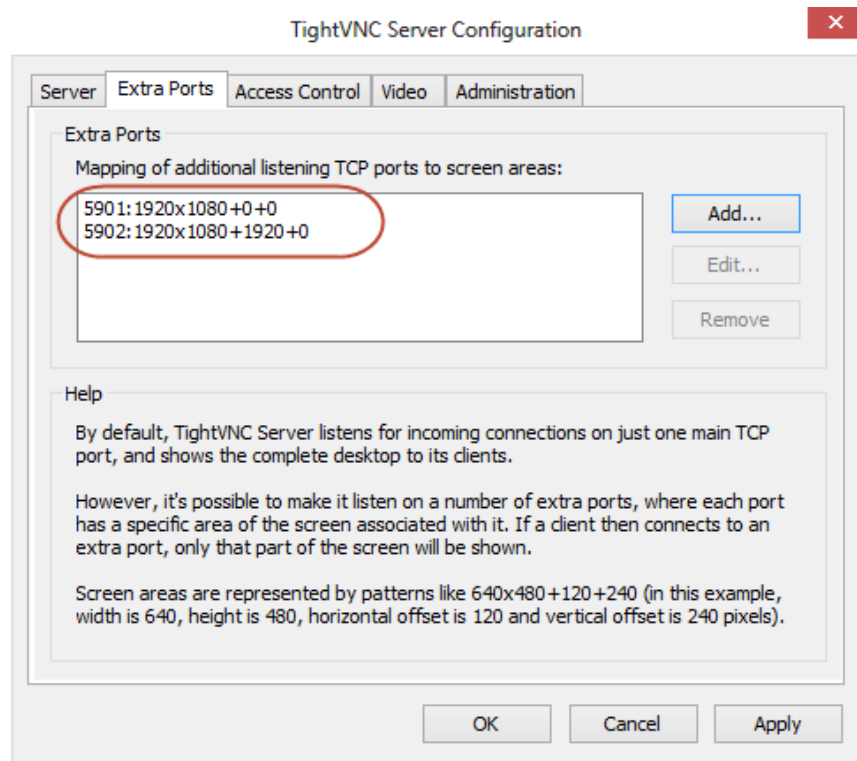 TightVNC Server Configuration
Server
Extra Ports
Access Control
Video
Administration
Extra Ports
Mapping of additional listening TCP ports to screen areas:
5901:1920x1080+0+0
5902:1920x1080+1920+0
Add...
Edit...
Remove
Help
By default, TightVNC Server listens for incoming connections on just one main TCP
port, and shows the complete desktop to its clients.
However, it's possible to make it listen on a number of extra ports, where each port
has a specific area of the screen associated with it. If a client then connects to an
extra port, only that part of the screen will be shown.
Screen areas are represented by patterns like 640x480+120+240 (in this example,
width is 640, height is 480, horizontal offset is 120 and vertical offset is 240 pixels).
OK
Cancel
Apply